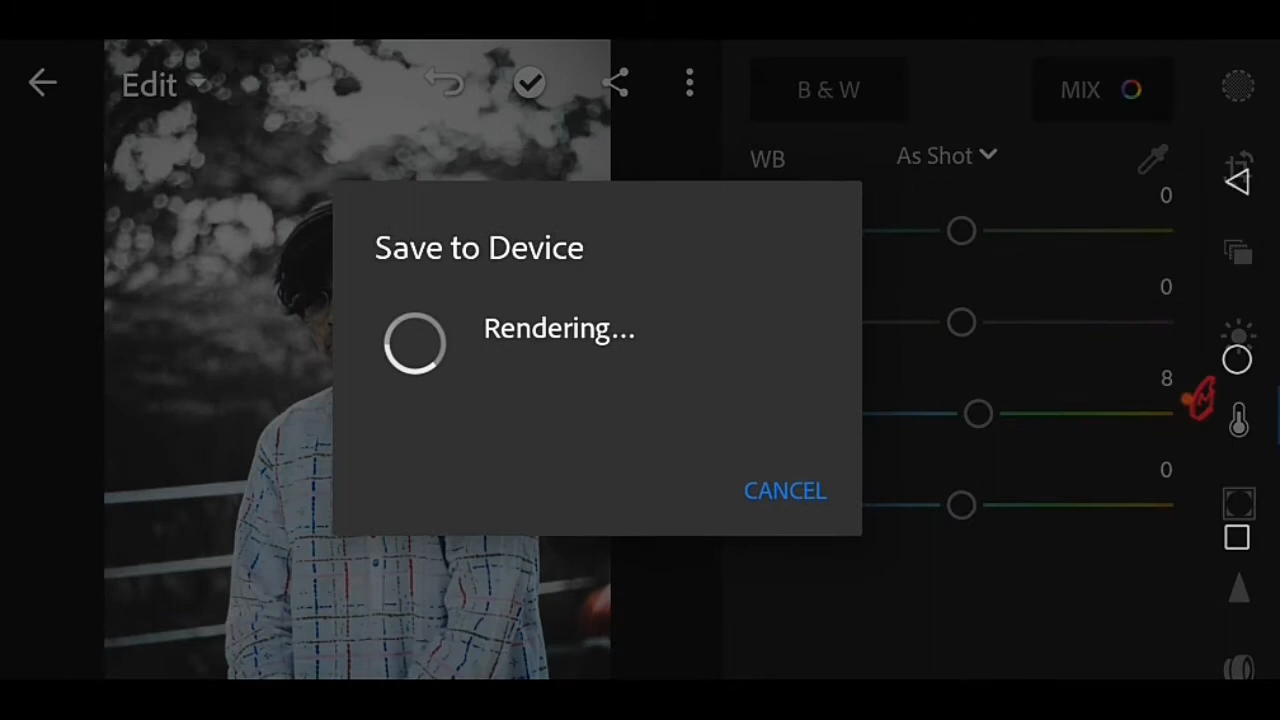 Edit
B & W
MIX
WB
As Shot
0
0
8
0
Save to Device
Rendering...
CANCEL